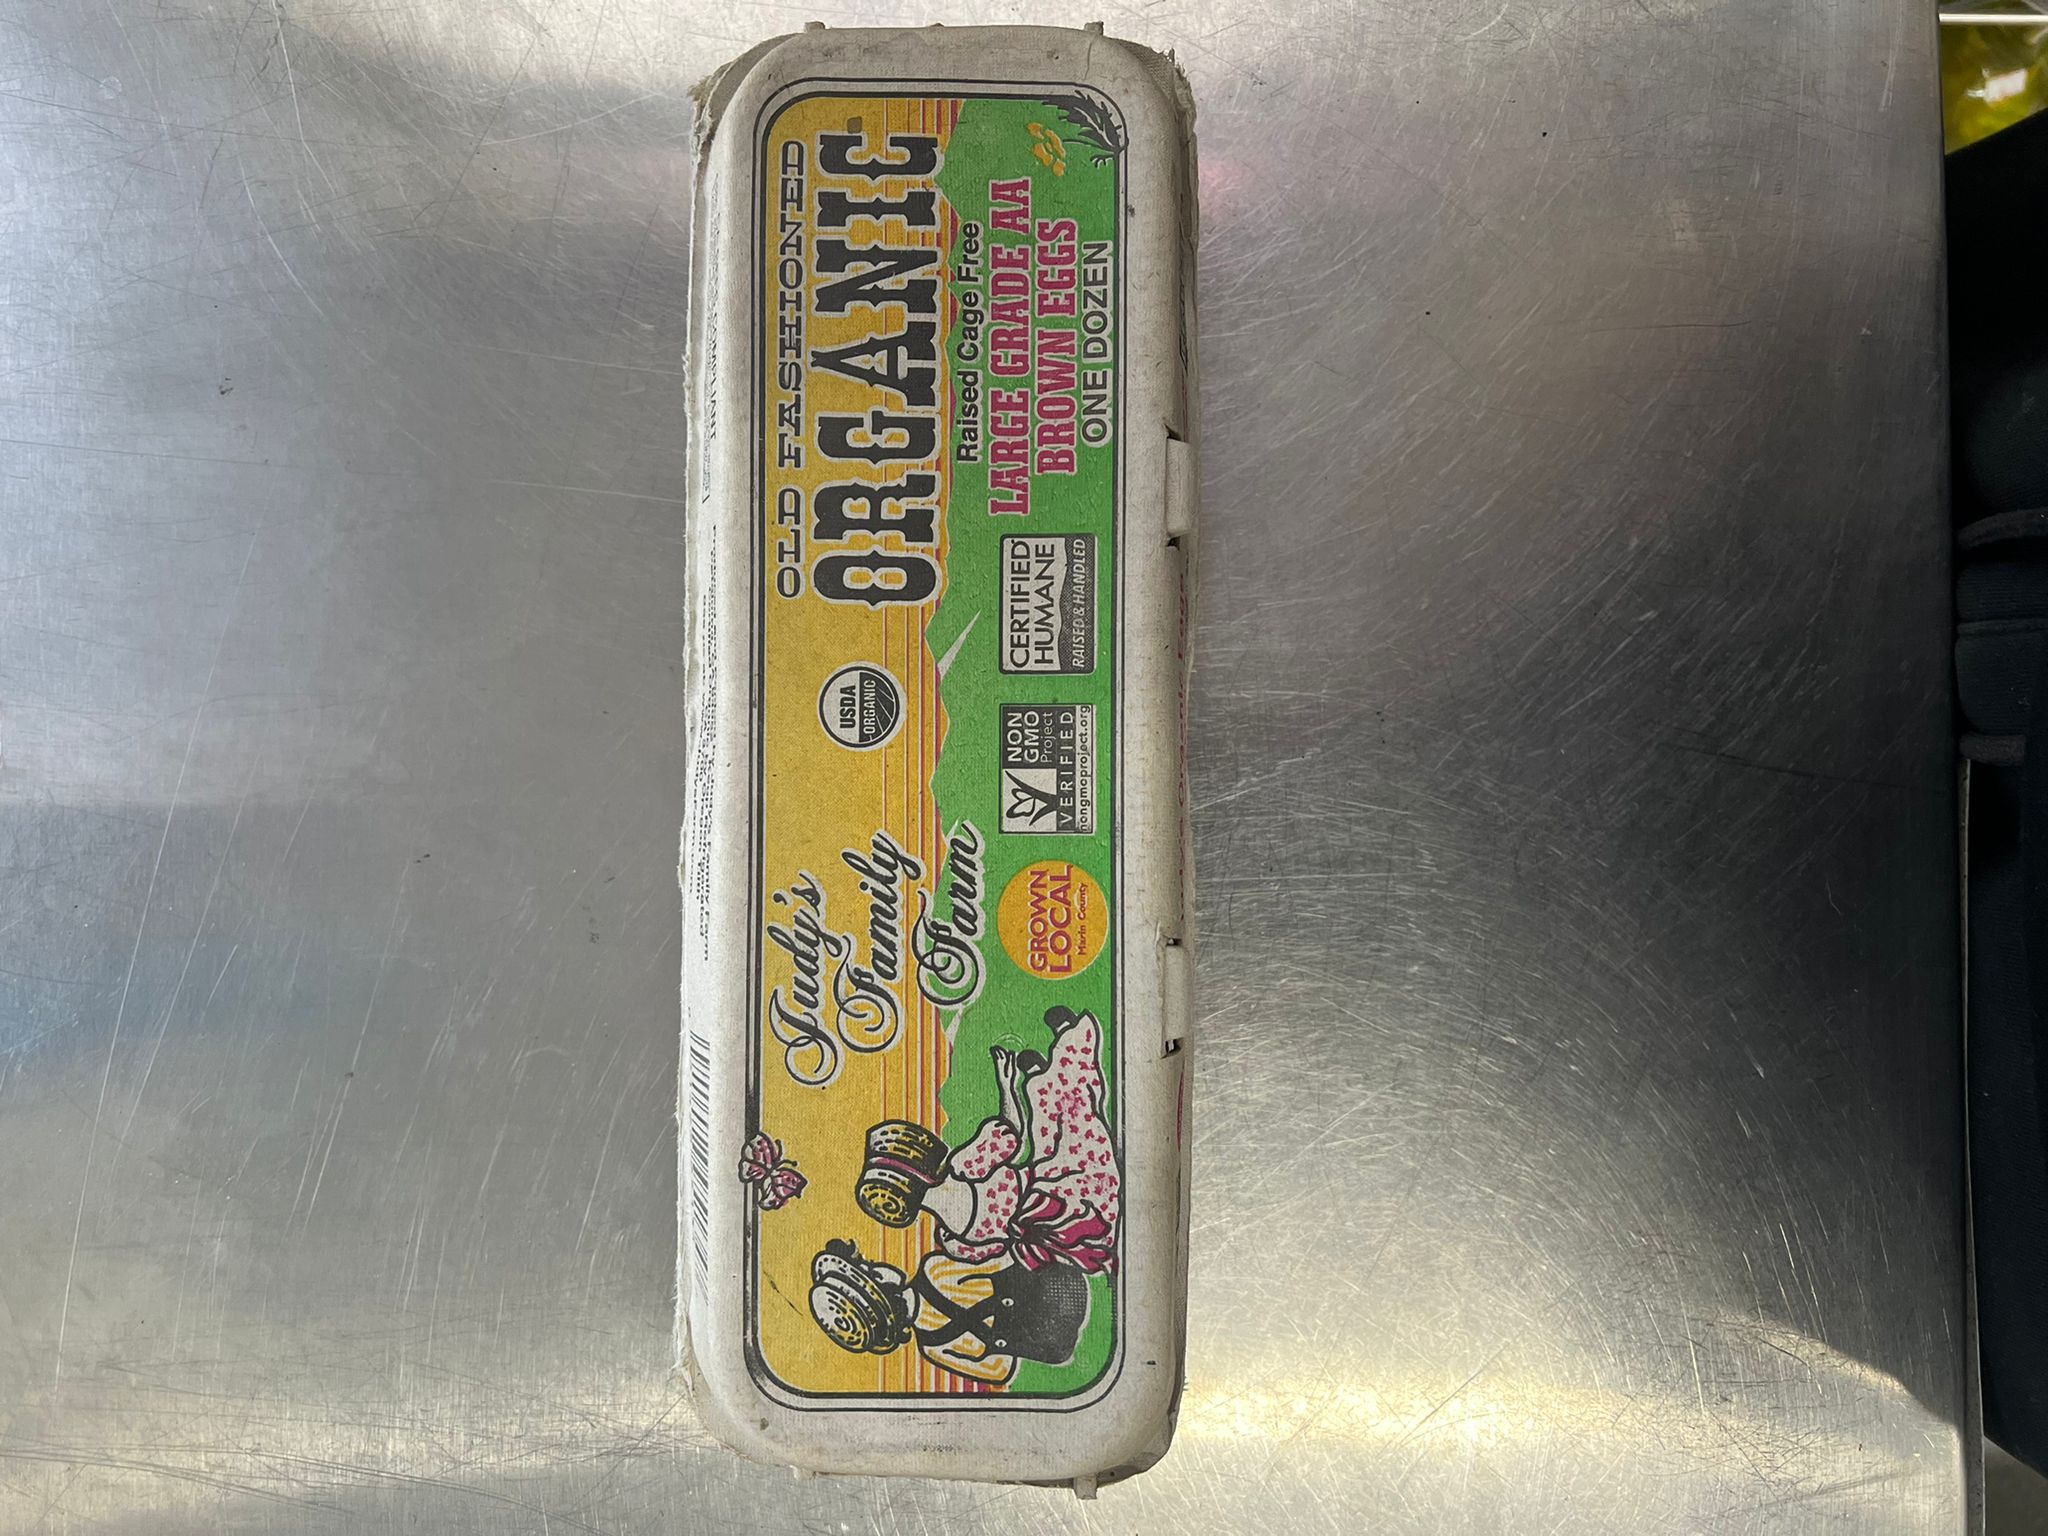 OLD FASHIONED
ORGANIC
Judy's
Family
Farm
USDA
ORGANIC
Raised Cage Free
LARGE GRADE AA
BROWN EGGS
ONE DOZEN
GROWN
LOCAL
Marin County
NON
GMO
Project
VERIFIED
nongmoproject.org
CERTIFIED
HUMANE
RAISED & HANDLED